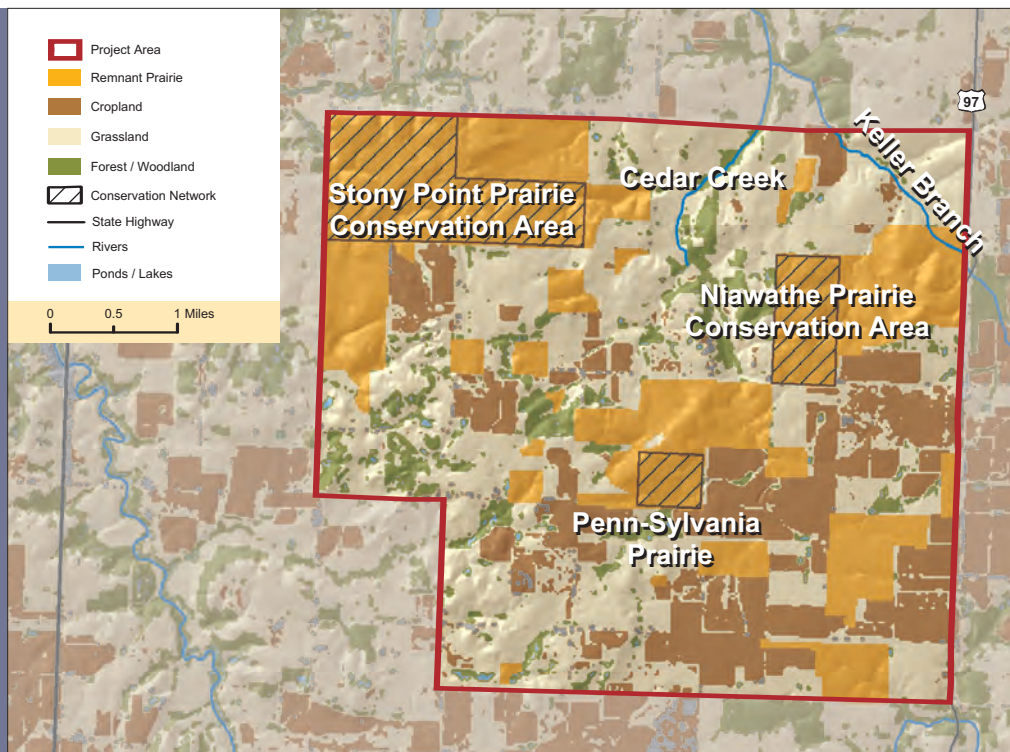 Project Area
Remnant Prairie
Cropland
Grassland
Forest / Woodland
Conservation Network
State Highway
Rivers
Ponds / Lakes
0 0.5 1 Miles
97
Keller Branch
Cedar Creek
Stony Point Prairie
Conservation Area
Niawathe Prairie
Conservation Area
Penn-Sylvania
Prairie